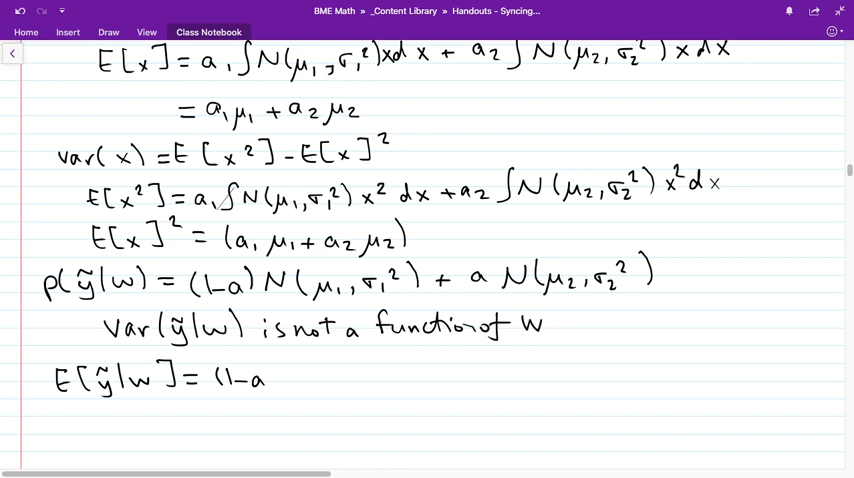 BME Math » _Content Library » Handouts - Syncing...
Home Insert Draw View Class Notebook
E[x] = a₁∫N(μ₁,σ₁²)xdx + a₂∫N(μ₂,σ₂²)xdx
= a₁μ₁ + a₂μ₂
var(x) = E[x²] - E[x]²
E[x²] = a₁∫N(μ₁,σ₁²) x² dx + a₂∫N(μ₂,σ₂²) x² dx
E[x]² = (a₁μ₁ + a₂μ₂)
p(ỹ|w) = (1-a) N(μ₁,σ₁²) + a N(μ₂,σ₂²)
Var(ỹ|w) is not a function of W
E[ỹ|w] = (1-a